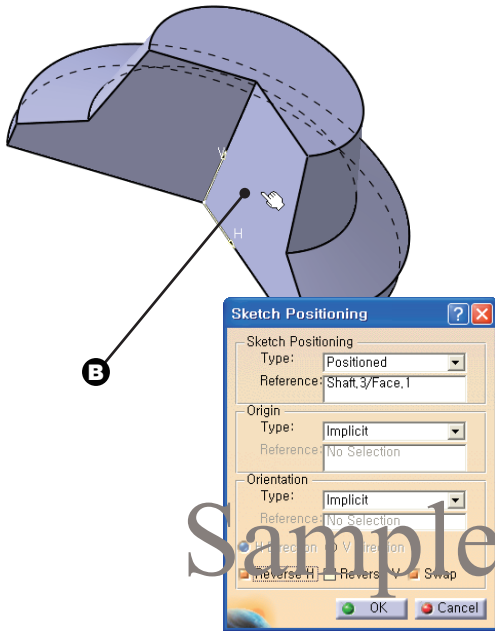 V
H
B
Sketch Positioning
Sketch Positioning
Type: Positioned
Reference: Shaft.3/Face.1
Origin
Type: Implicit
Reference: No Selection
Orientation
Type: Implicit
Reference: No Selection
H Direction V Direction
Reverse H Reverse V Swap
OK Cancel
Sample